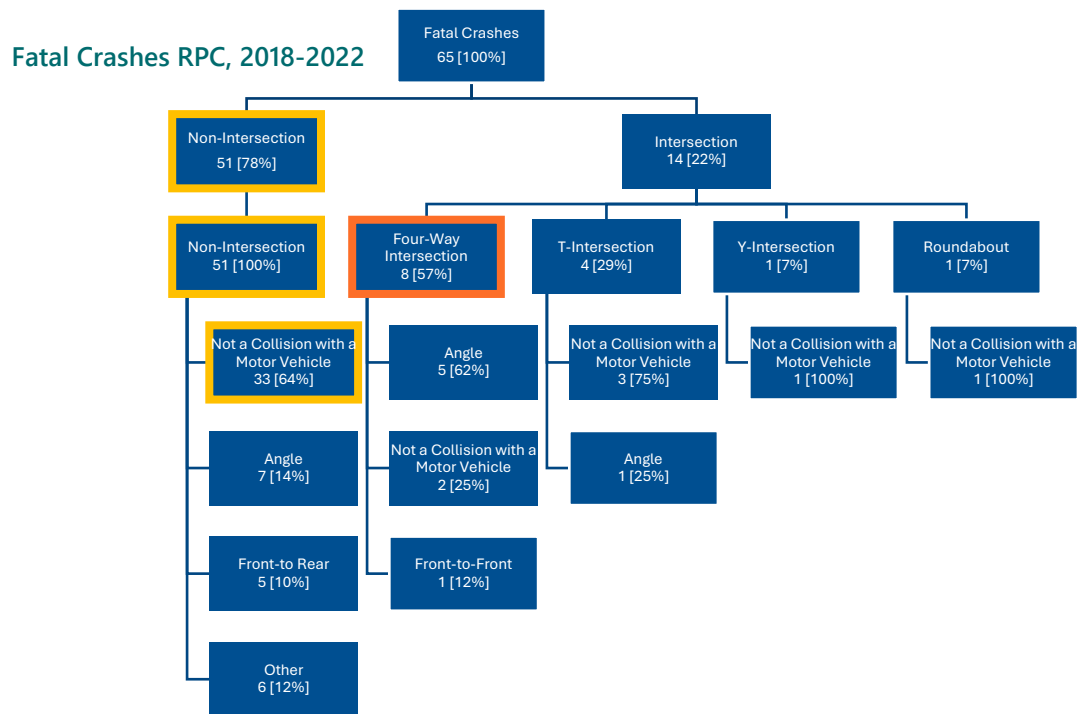 Fatal Crashes RPC, 2018-2022
Fatal Crashes
65 [100%]
Non-Intersection
51 [78%]
Intersection
14 [22%]
Non-Intersection
51 [100%]
Four-Way
Intersection
8 [57%]
T-Intersection
4 [29%]
Y-Intersection
1 [7%]
Roundabout
1 [7%]
Not a Collision with a
Motor Vehicle
33 [64%]
Angle
5 [62%]
Not a Collision with a
Motor Vehicle
3 [75%]
Not a Collision with a
Motor Vehicle
1 [100%]
Not a Collision with a
Motor Vehicle
1 [100%]
Angle
7 [14%]
Not a Collision with a
Motor Vehicle
2 [25%]
Angle
1 [25%]
Front-to Rear
5 [10%]
Front-to-Front
1 [12%]
Other
6 [12%]